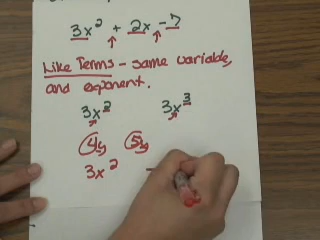 3x² + 2x - 7
Like Terms - same variable,
and exponent.
3x² 3x³
4y 5y
3x²